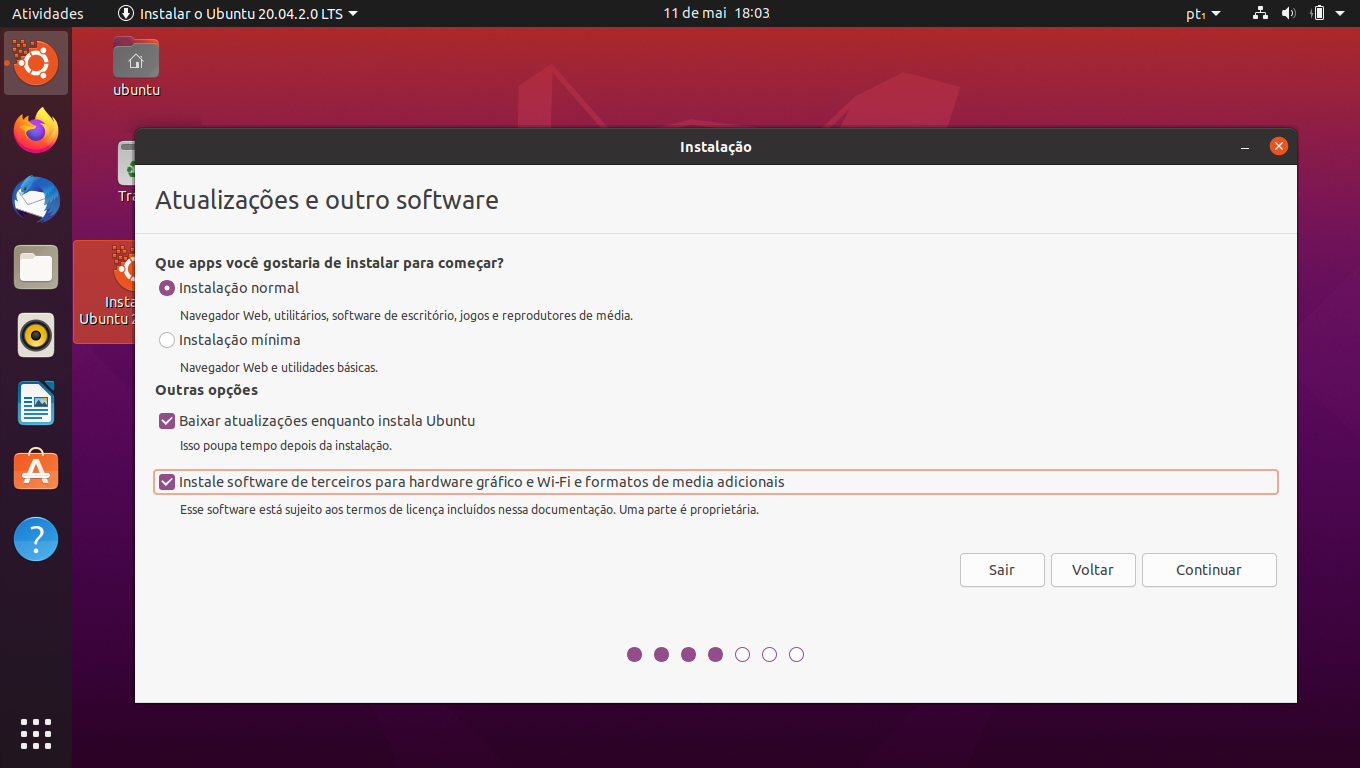 Atividades
Instalar o Ubuntu 20.04.2.0 LTS
11 de mai 18:03
pt₁
ubuntu
Instalação
Atualizações e outro software
Que apps você gostaria de instalar para começar?
Instalação normal
Navegador Web, utilitários, software de escritório, jogos e reprodutores de média.
Instalação mínima
Navegador Web e utilidades básicas.
Outras opções
Baixar atualizações enquanto instala Ubuntu
Isso poupa tempo depois da instalação.
Instale software de terceiros para hardware gráfico e Wi-Fi e formatos de media adicionais
Esse software está sujeito aos termos de licença incluídos nessa documentação. Uma parte é proprietária.
Sair
Voltar
Continuar
Ubuntu